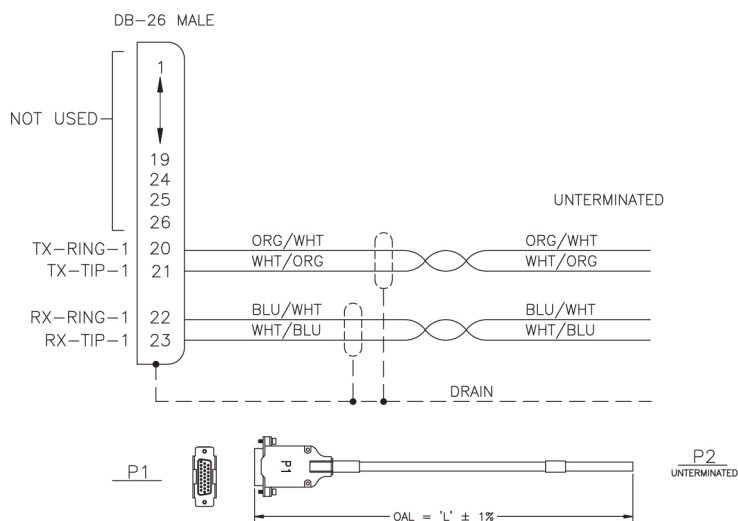 DB-26 MALE
1
NOT USED
19
24
25
26
UNTERMINATED
TX-RING-1 20 ORG/WHT ORG/WHT
TX-TIP-1 21 WHT/ORG WHT/ORG
RX-RING-1 22 BLU/WHT BLU/WHT
RX-TIP-1 23 WHT/BLU WHT/BLU
DRAIN
P1
P1
P2
UNTERMINATED
OAL = 'L' ± 1%